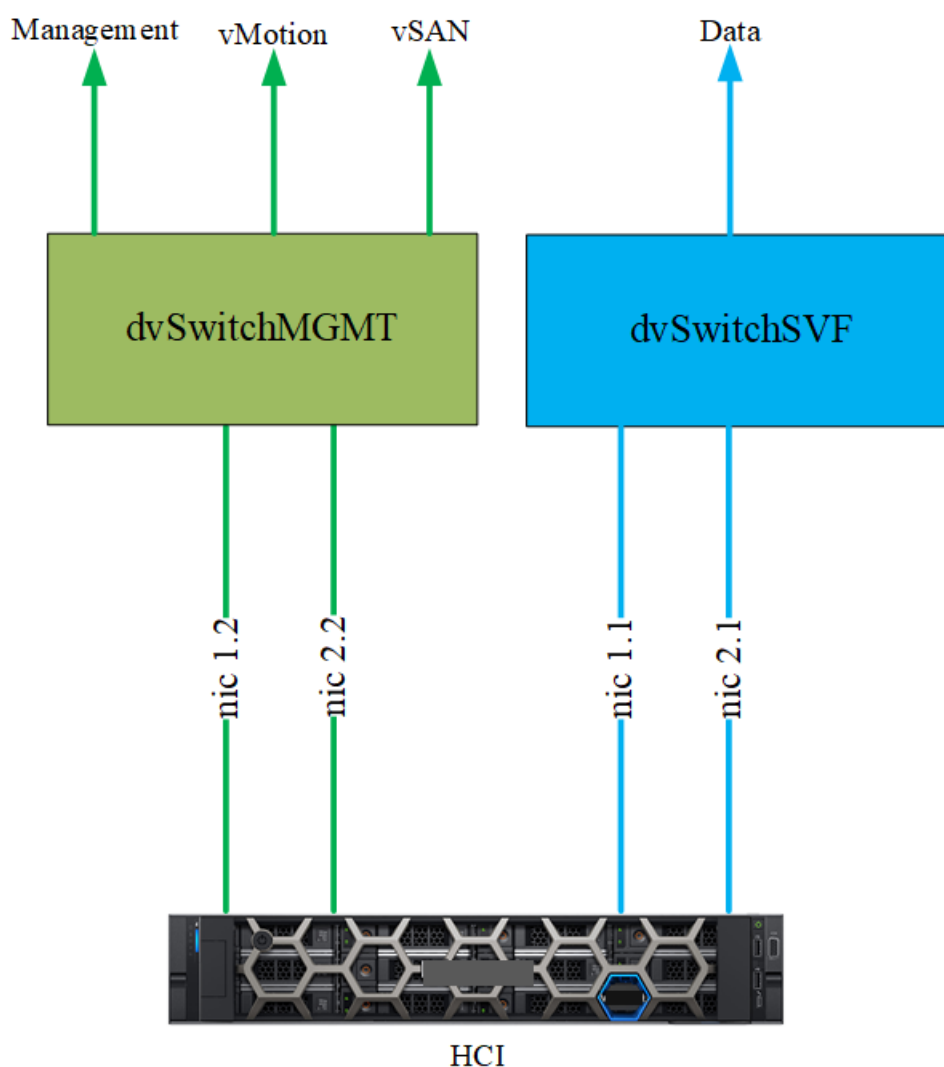 Management
vMotion
vSAN
Data
dvSwitchMGMT
dvSwitchSVF
nic 1.2
nic 2.2
nic 1.1
nic 2.1
HCI